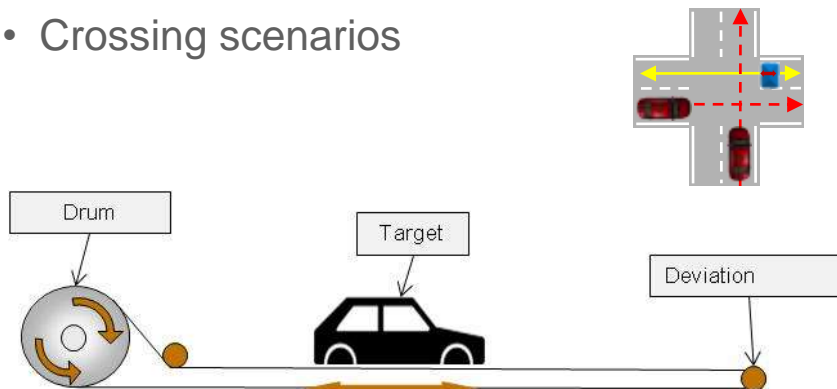 • Crossing scenarios
Drum
Target
Deviation